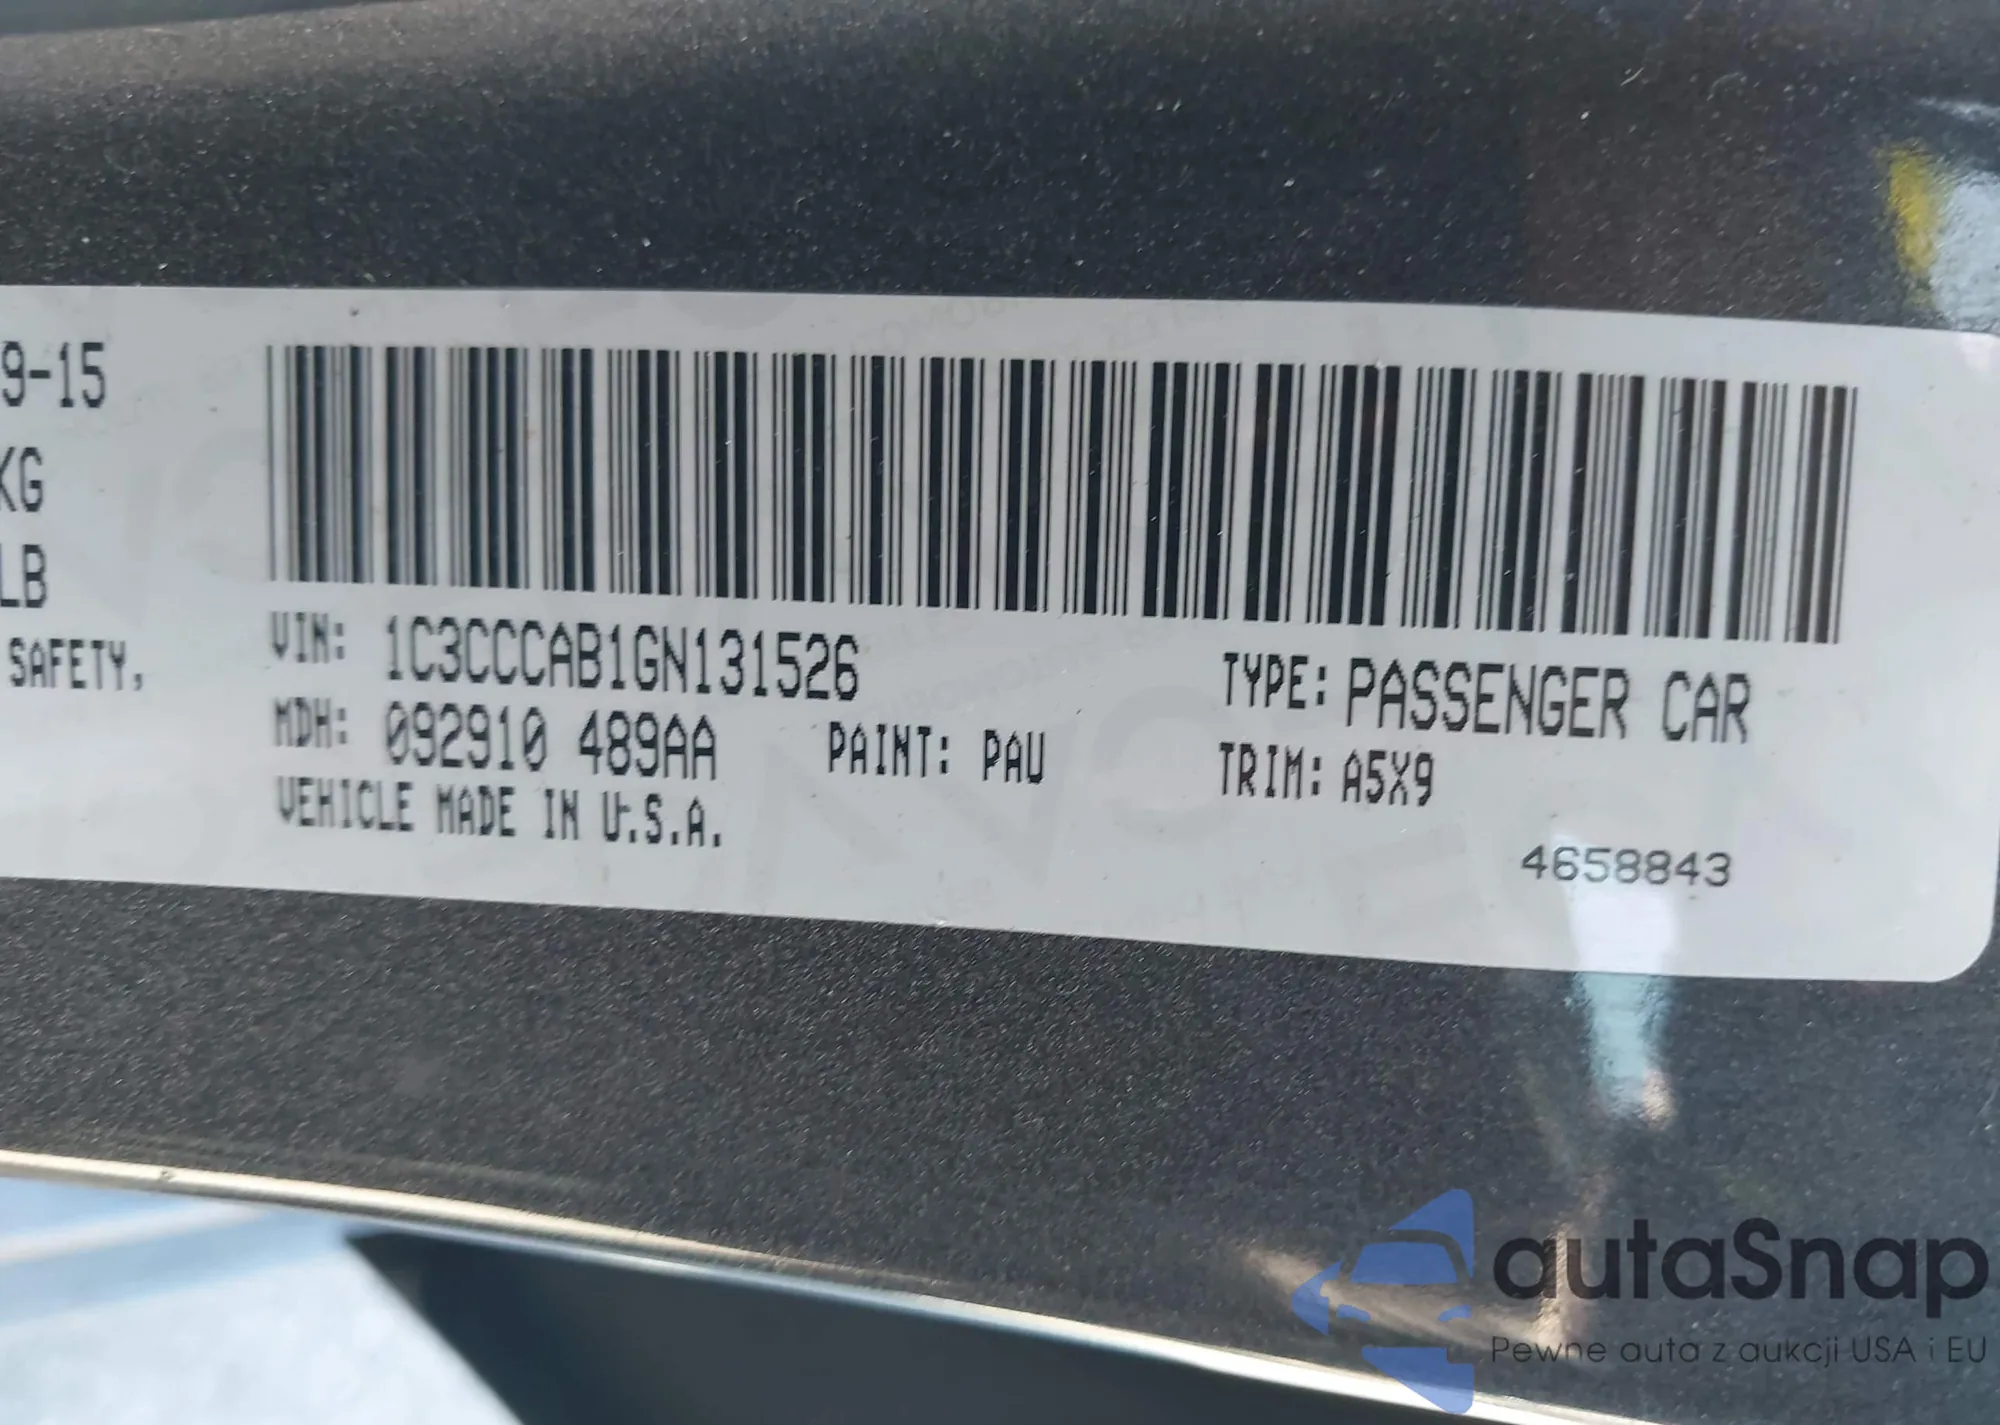 9-15
KG
LB
SAFETY,
VIN: 1C3CCCAB1GN131526
TYPE: PASSENGER CAR
MDH: 092910 489AA
PAINT: PAU
TRIM: A5X9
VEHICLE MADE IN U.S.A.
4658843
autaSnap
Pewne auta z aukcji USA i EU